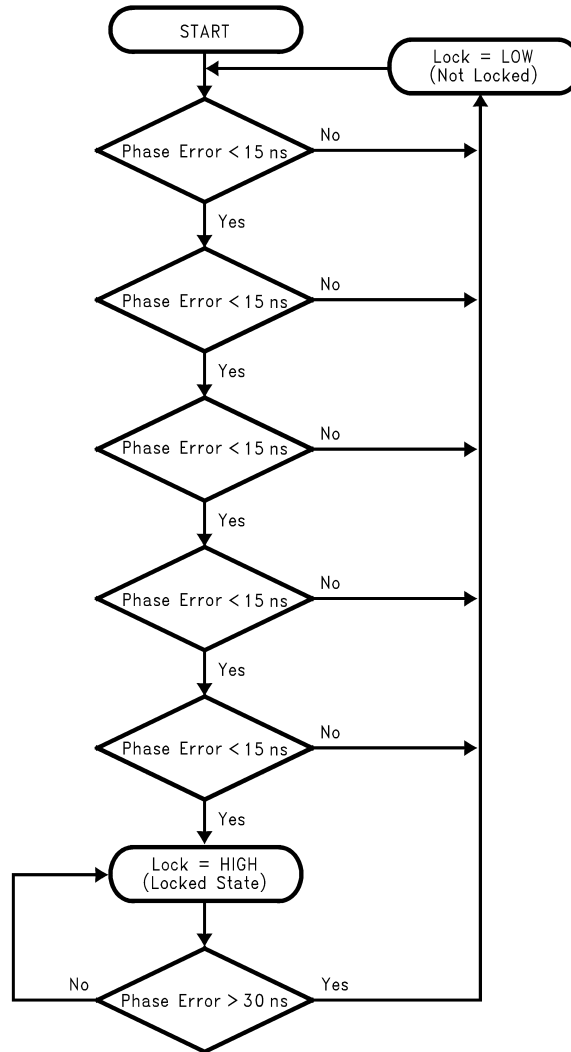 START
Lock = LOW
(Not Locked)
Phase Error < 15 ns
No
Yes
Phase Error < 15 ns
No
Yes
Phase Error < 15 ns
No
Yes
Phase Error < 15 ns
No
Yes
Phase Error < 15 ns
No
Yes
Lock = HIGH
(Locked State)
No
Phase Error > 30 ns
Yes